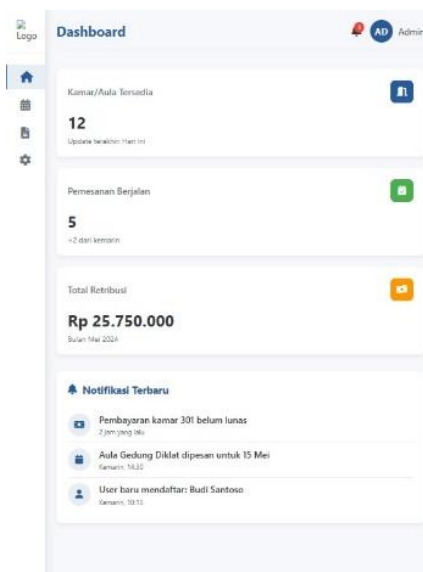 Logo
Dashboard
AD Admin
Kamar/Aula Tersedia
12
Update terakhir: Hari ini
Pemesanan Berjalan
5
+2 dari kemarin
Total Retribusi
Rp 25.750.000
Bulan Mei 2024
Notifikasi Terbaru
Pembayaran kamar 301 belum lunas
2 jam yang lalu
Aula Gedung Diklat dipesan untuk 15 Mei
Kemarin, 14:30
User baru mendaftar: Budi Santoso
Kemarin, 10:15